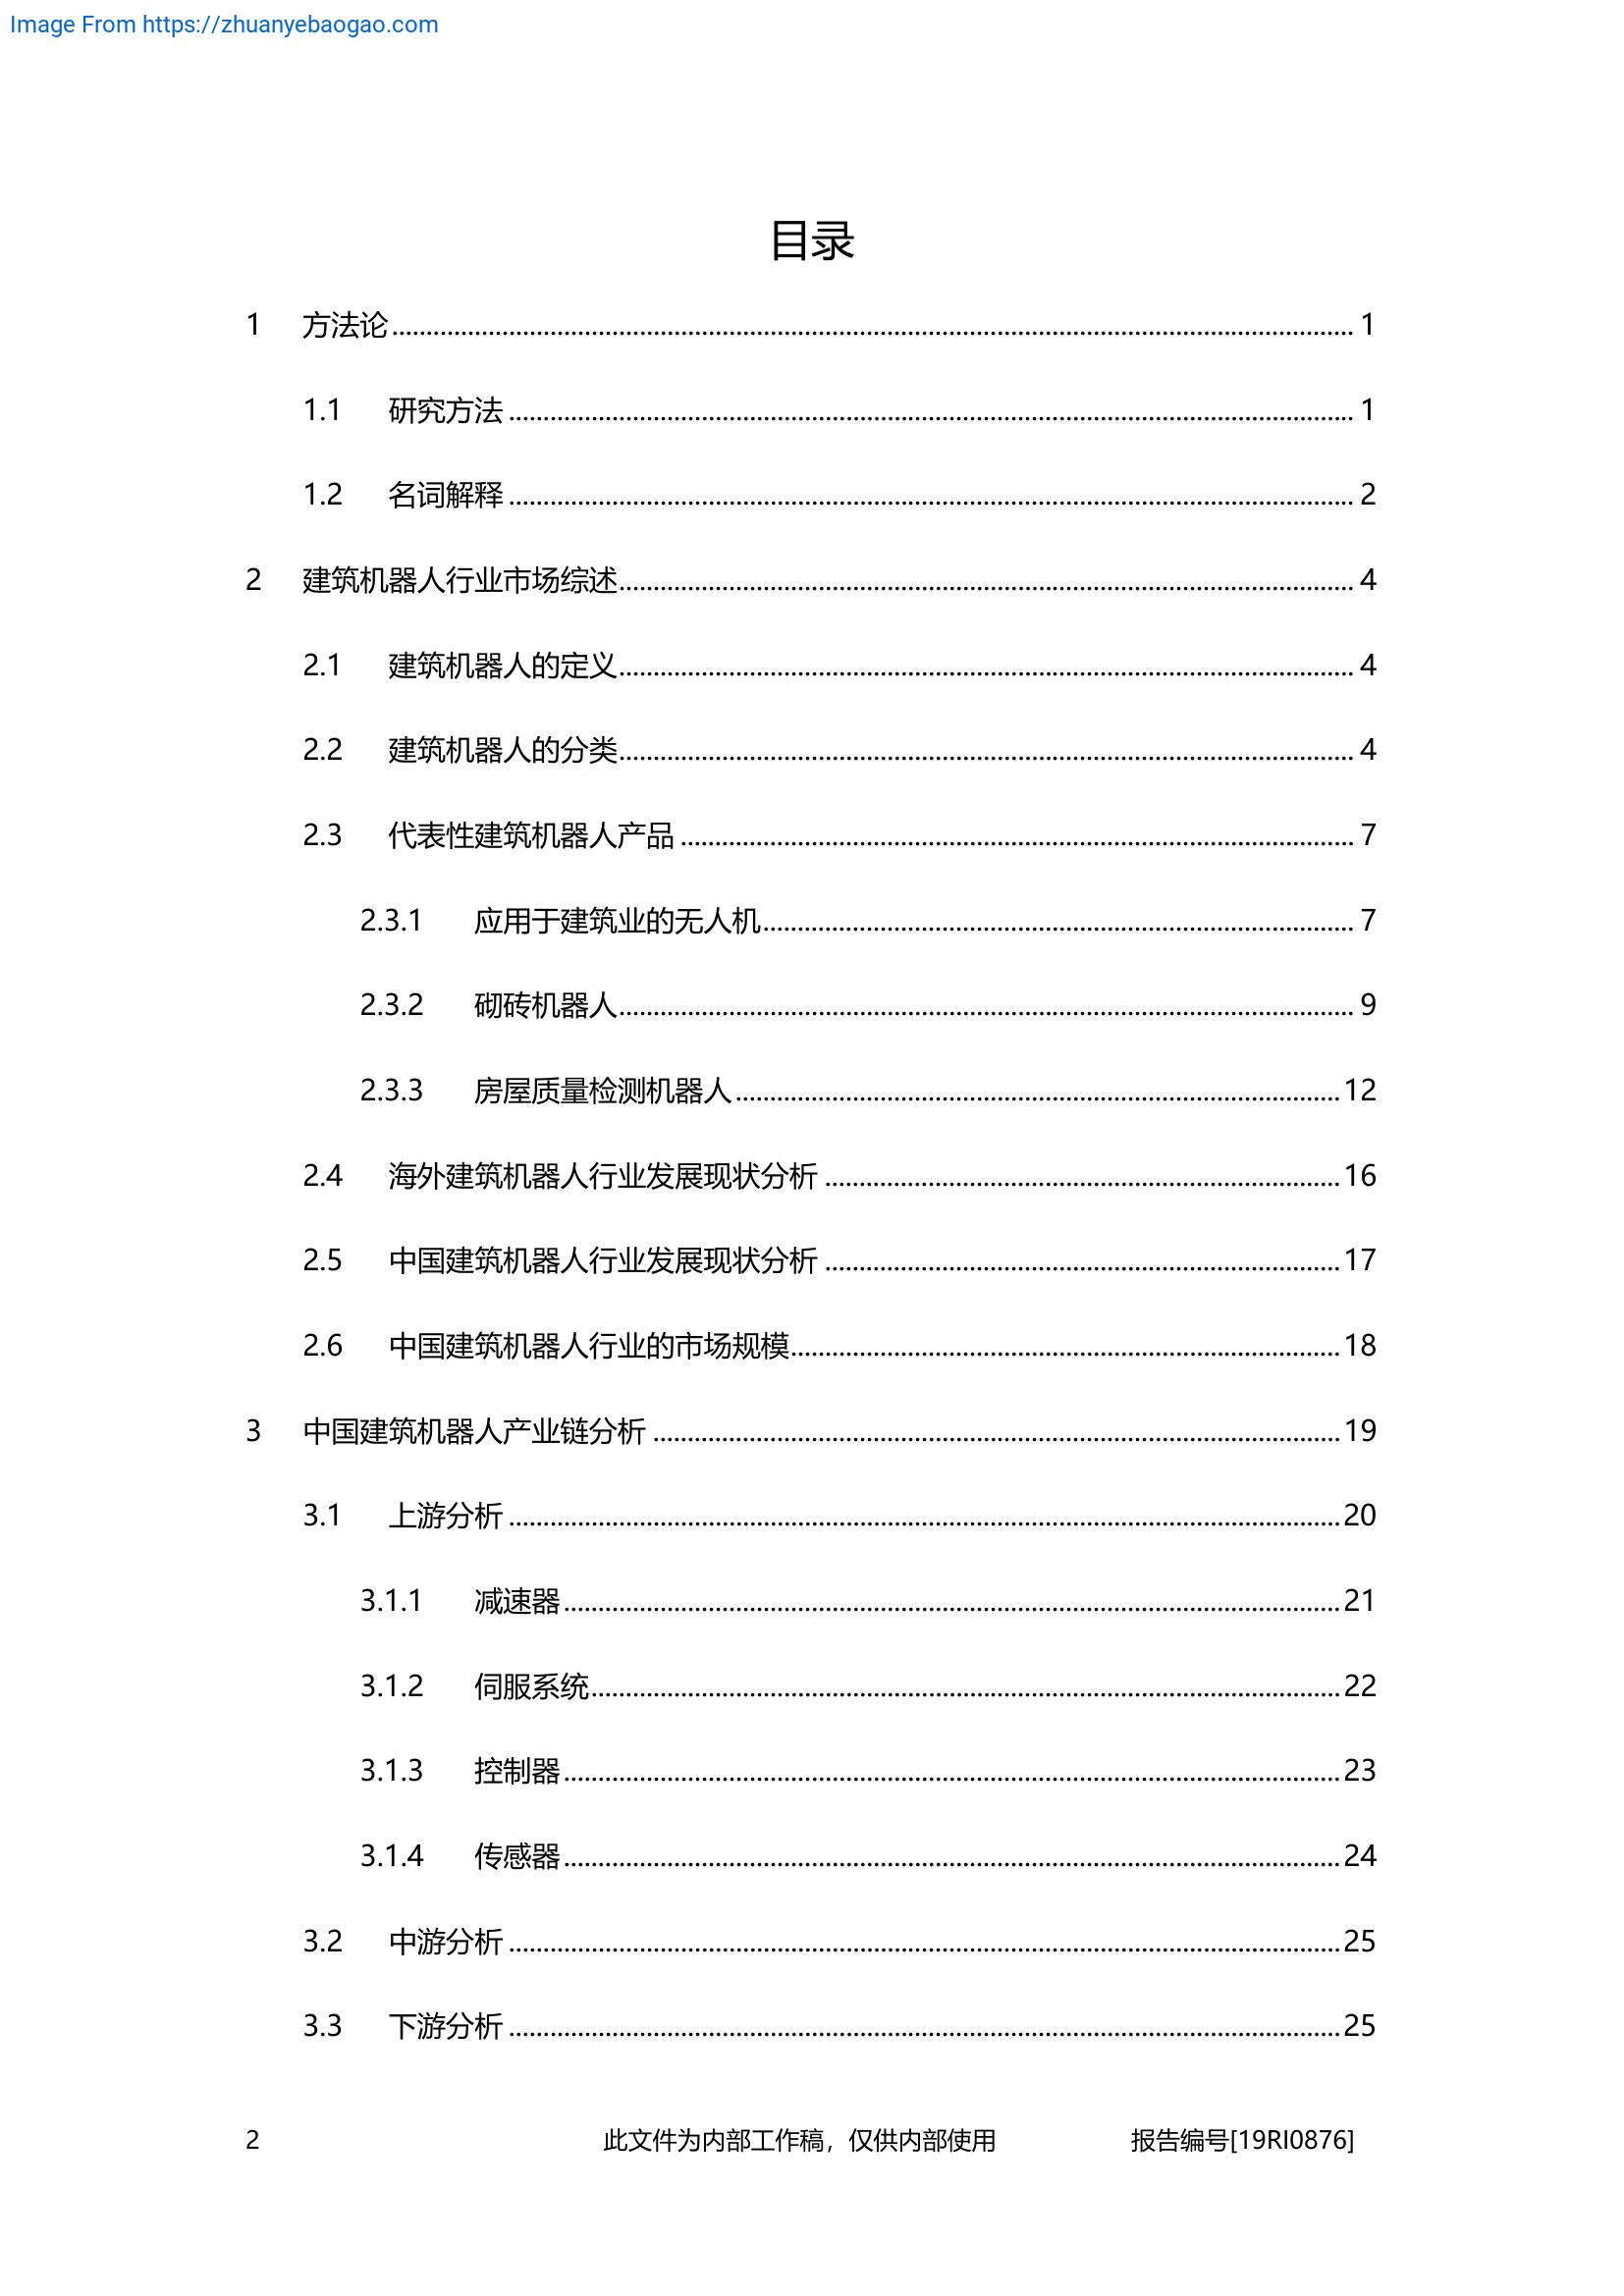 Image From https://zhuanyebaogao.com
目录
1 方法论 1
1.1 研究方法 1
1.2 名词解释 2
2 建筑机器人行业市场综述 4
2.1 建筑机器人的定义 4
2.2 建筑机器人的分类 4
2.3 代表性建筑机器人产品 7
2.3.1 应用于建筑业的无人机 7
2.3.2 砌砖机器人 9
2.3.3 房屋质量检测机器人 12
2.4 海外建筑机器人行业发展现状分析 16
2.5 中国建筑机器人行业发展现状分析 17
2.6 中国建筑机器人行业的市场规模 18
3 中国建筑机器人产业链分析 19
3.1 上游分析 20
3.1.1 减速器 21
3.1.2 伺服系统 22
3.1.3 控制器 23
3.1.4 传感器 24
3.2 中游分析 25
3.3 下游分析 25
2 此文件为内部工作稿，仅供内部使用 报告编号[19RI0876]